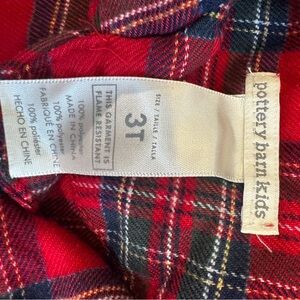 pottery barn kids
SIZE / TAILLE / TALLA
3T
THIS GARMENT IS
FLAME RESISTANT
100% polyester
MADE IN CHINA
100% polyester
FABRIQUÉ EN CHINE
100% poliéster
HECHO EN CHINE